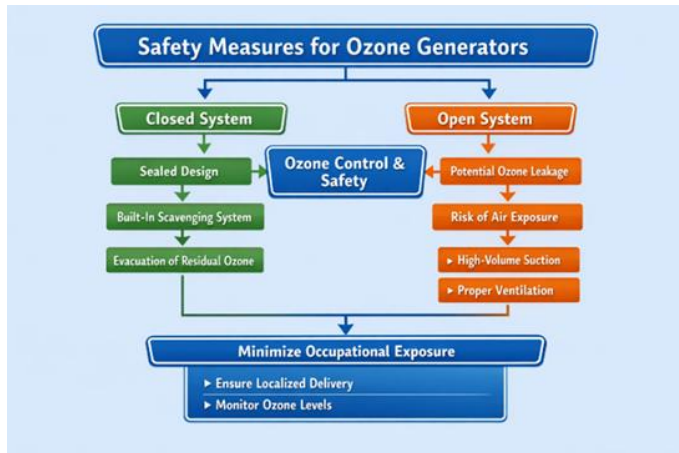 Safety Measures for Ozone Generators
Closed System
Open System
Sealed Design
Ozone Control &
Safety
Potential Ozone Leakage
Built-In Scavenging System
Risk of Air Exposure
Evacuation of Residual Ozone
▸ High-Volume Suction
▸ Proper Ventilation
Minimize Occupational Exposure
▸ Ensure Localized Delivery
▸ Monitor Ozone Levels